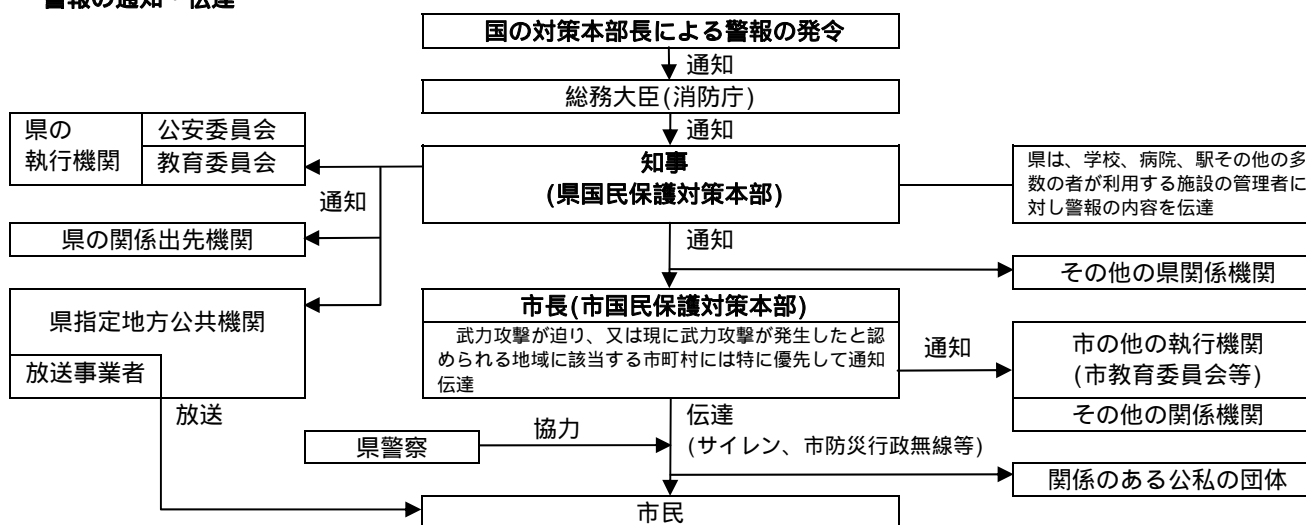 警報の通知・伝達
国の対策本部長による警報の発令
通知
総務大臣(消防庁)
通知
県の
執行機関
公安委員会
教育委員会
知事
(県国民保護対策本部)
県は、学校、病院、駅その他の多
数の者が利用する施設の管理者に
対し警報の内容を伝達
通知
県の関係出先機関
通知
その他の県関係機関
県指定地方公共機関
放送事業者
市長(市国民保護対策本部)
武力攻撃が迫り、又は現に武力攻撃が発生したと認
められる地域に該当する市町村には特に優先して通知
伝達
通知
市の他の執行機関
(市教育委員会等)
その他の関係機関
放送
伝達
(サイレン、市防災行政無線等)
県警察
協力
関係のある公私の団体
市民